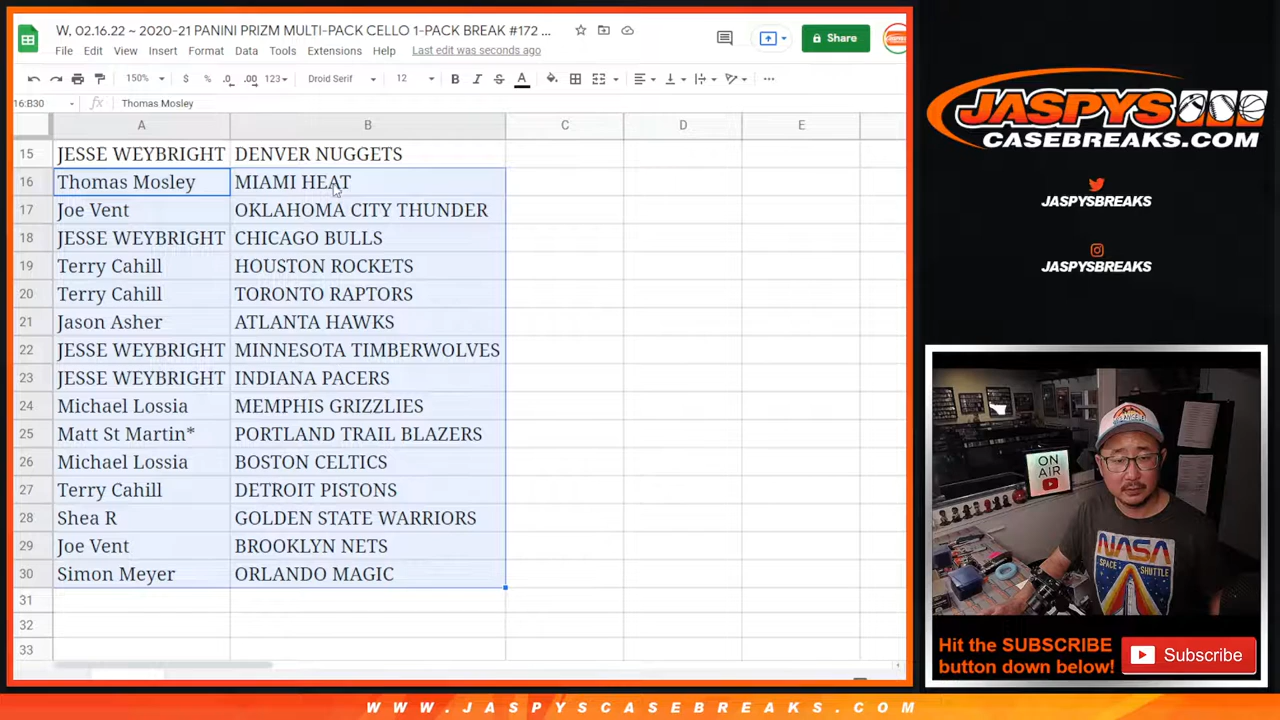 W, 02.16.22 ~ 2020-21 PANINI PRIZM MULTI-PACK CELLO 1-PACK BREAK #172 ...
File Edit View Insert Format Data Tools Extensions Help Last edit was seconds ago
Share
150% $ % .0 .00 123 Droid Serif 12 B I S A
16:B30 fx Thomas Mosley
A B C D E
15 JESSE WEYBRIGHT DENVER NUGGETS
16 Thomas Mosley MIAMI HEAT
17 Joe Vent OKLAHOMA CITY THUNDER
18 JESSE WEYBRIGHT CHICAGO BULLS
19 Terry Cahill HOUSTON ROCKETS
20 Terry Cahill TORONTO RAPTORS
21 Jason Asher ATLANTA HAWKS
22 JESSE WEYBRIGHT MINNESOTA TIMBERWOLVES
23 JESSE WEYBRIGHT INDIANA PACERS
24 Michael Lossia MEMPHIS GRIZZLIES
25 Matt St Martin* PORTLAND TRAIL BLAZERS
26 Michael Lossia BOSTON CELTICS
27 Terry Cahill DETROIT PISTONS
28 Shea R GOLDEN STATE WARRIORS
29 Joe Vent BROOKLYN NETS
30 Simon Meyer ORLANDO MAGIC
31
32
33
JASPYS
CASEBREAKS.COM
JASPYSBREAKS
JASPYSBREAKS
ON
AIR
NASA
SPACE SHUTTLE
Hit the SUBSCRIBE
button down below!
Subscribe
WWW.JASPYSCASEBREAKS.COM